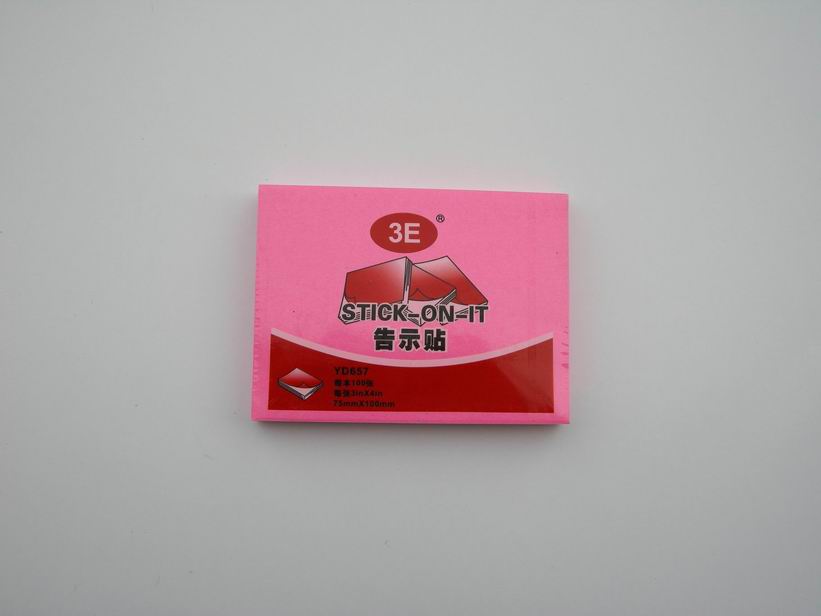 3E®
STICK-ON-IT
告示贴
YD657
每本100张
每张3inX4in
75mmX100mm